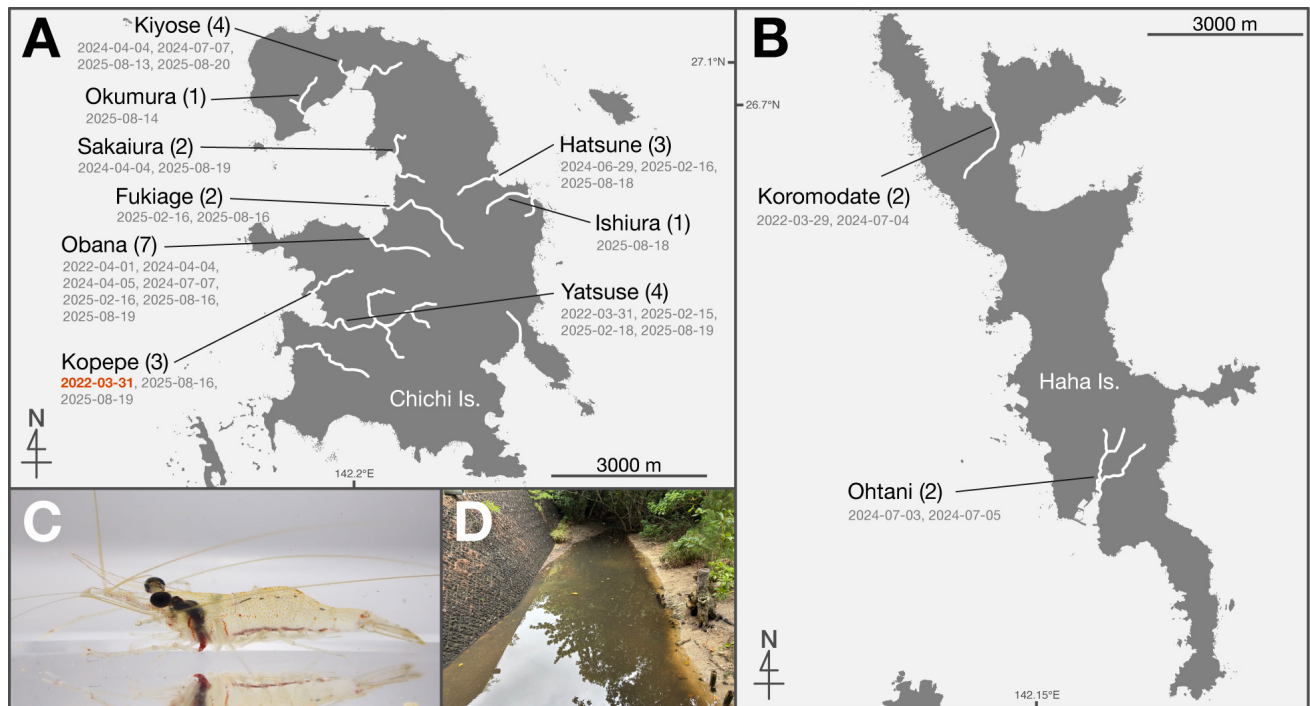 A
Kiyose (4)
2024-04-04, 2024-07-07,
2025-08-13, 2025-08-20
Okumura (1)
2025-08-14
Sakaiura (2)
2024-04-04, 2025-08-19
Fukiage (2)
2025-02-16, 2025-08-16
Obana (7)
2022-04-01, 2024-04-04,
2024-04-05, 2024-07-07,
2025-02-16, 2025-08-16,
2025-08-19
Kopepe (3)
2022-03-31, 2025-08-16,
2025-08-19
Hatsune (3)
2024-06-29, 2025-02-16,
2025-08-18
Ishiura (1)
2025-08-18
Yatsuse (4)
2022-03-31, 2025-02-15,
2025-02-18, 2025-08-19
Chichi Is.
N
142.2°E
3000 m
27.1°N
B
3000 m
26.7°N
Koromodate (2)
2022-03-29, 2024-07-04
Haha Is.
Ohtani (2)
2024-07-03, 2024-07-05
N
142.15°E
C
D